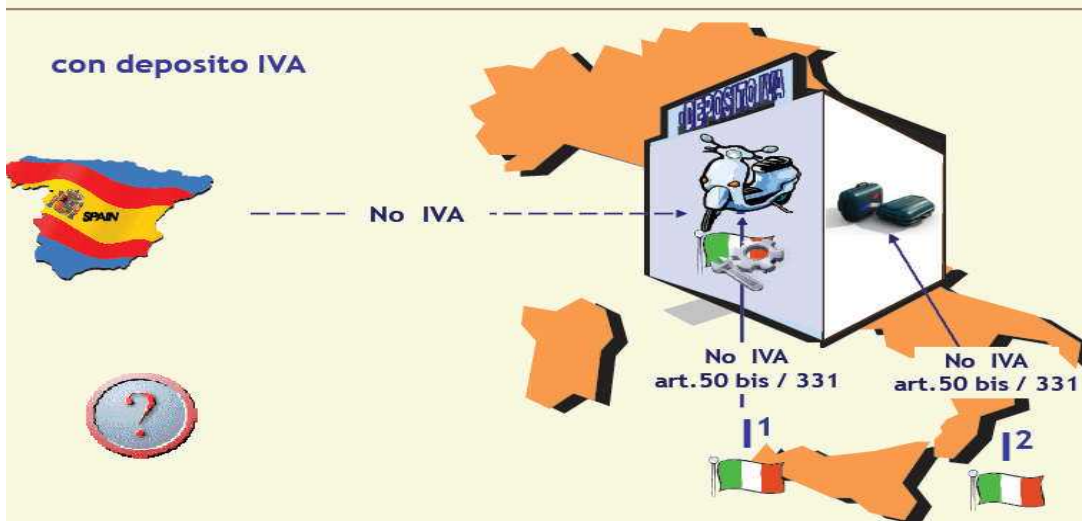 con deposito IVA
DEPOSITO IVA
SPAIN
No IVA
No IVA
art.50 bis / 331
No IVA
art.50 bis / 331
I1
I2
?